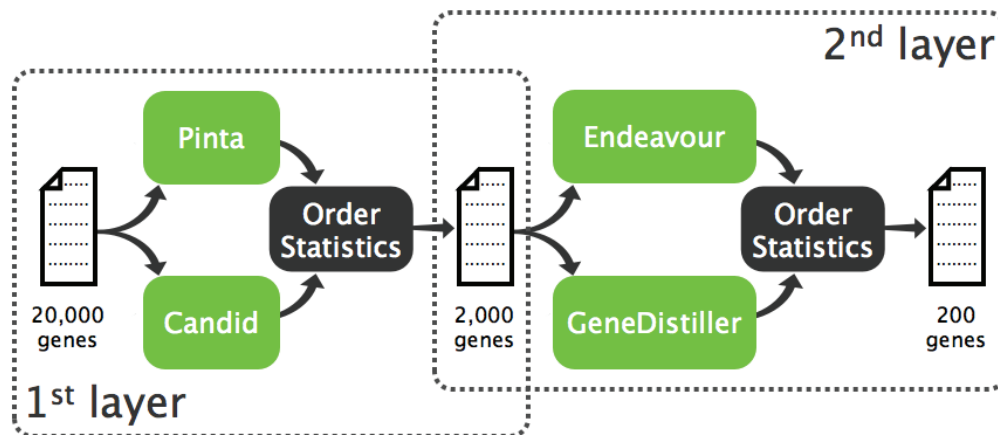 2nd layer
Pinta
Endeavour
Order
Statistics
Order
Statistics
Candid
GeneDistiller
20,000
genes
2,000
genes
200
genes
1st layer